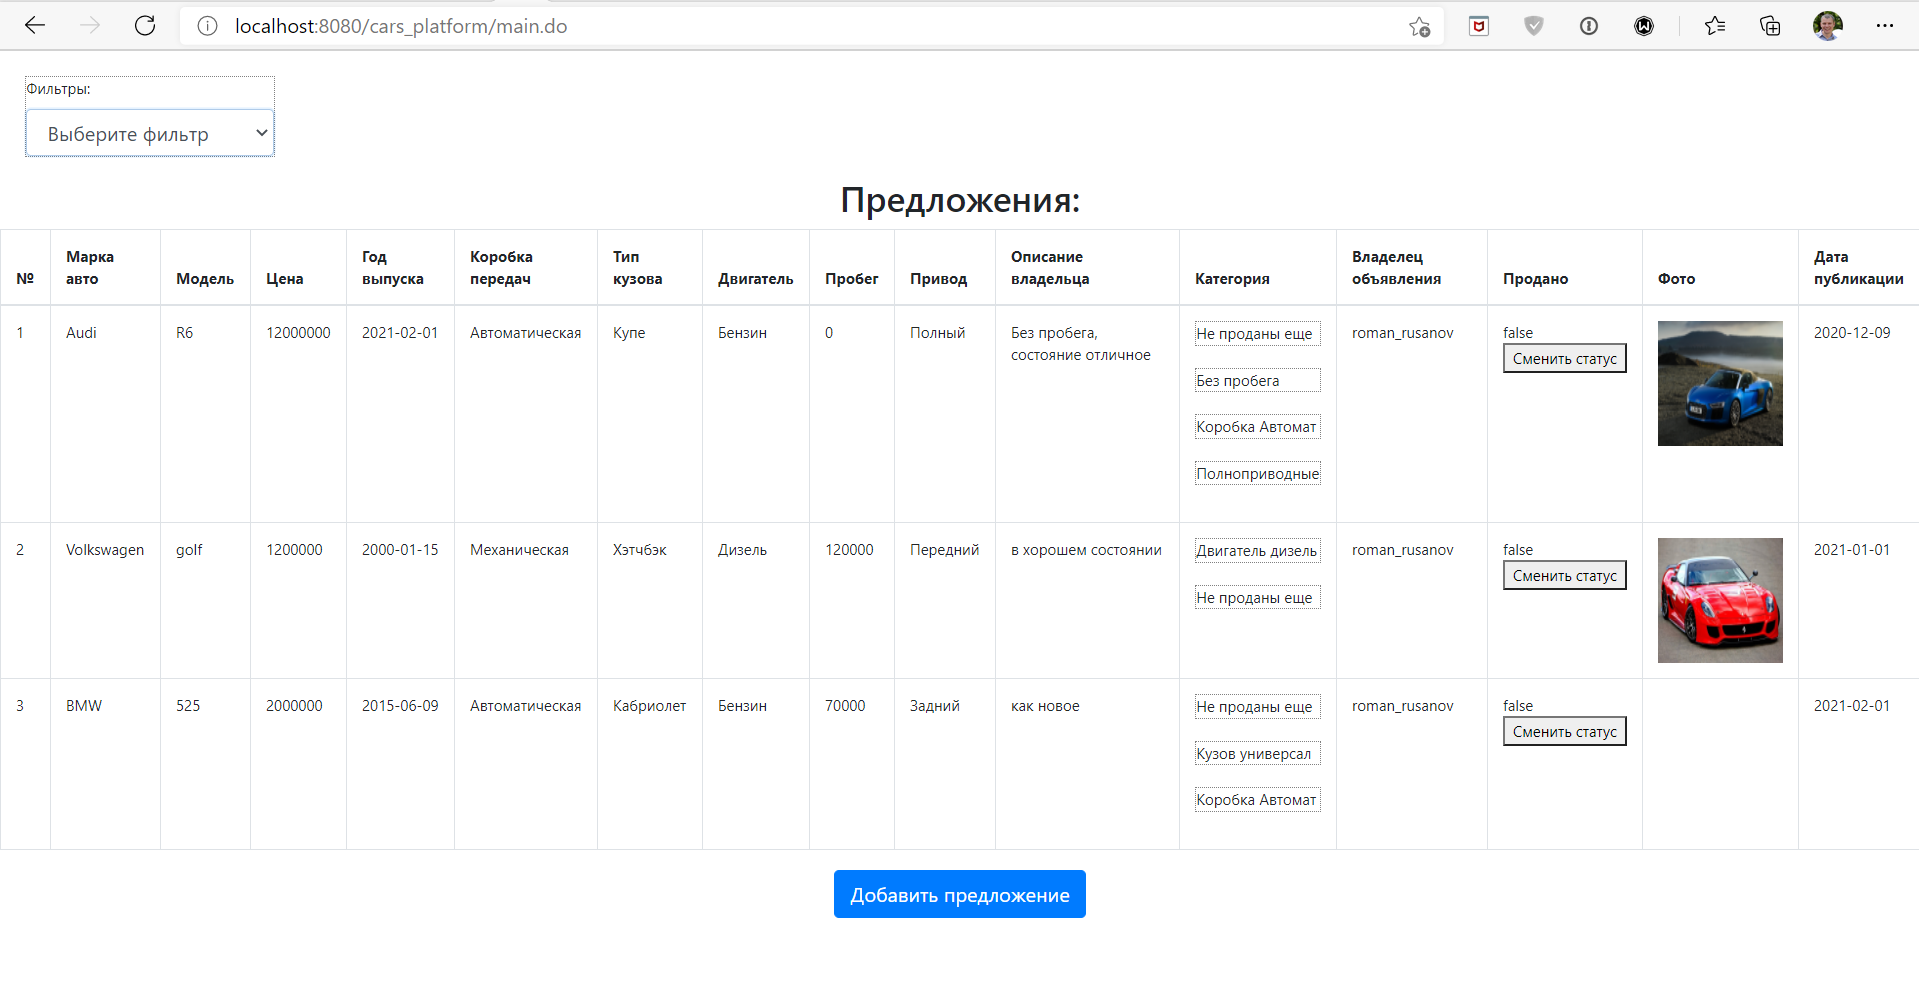 localhost:8080/cars_platform/main.do
Фильтры:
Выберите фильтр
Предложения:
№ Марка авто Модель Цена Год выпуска Коробка передач Тип кузова Двигатель Пробег Привод Описание владельца Категория Владелец объявления Продано Фото Дата публикации
1 Audi R6 12000000 2021-02-01 Автоматическая Купе Бензин 0 Полный Без пробега, состояние отличное Не проданы еще roman_rusanov false 2020-12-09
Сменить статус
Без пробега
Коробка Автомат
Полноприводные
2 Volkswagen golf 1200000 2000-01-15 Механическая Хэтчбэк Дизель 120000 Передний в хорошем состоянии Двигатель дизель roman_rusanov false 2021-01-01
Сменить статус
Не проданы еще
3 BMW 525 2000000 2015-06-09 Автоматическая Кабриолет Бензин 70000 Задний как новое Не проданы еще roman_rusanov false 2021-02-01
Сменить статус
Кузов универсал
Коробка Автомат
Добавить предложение